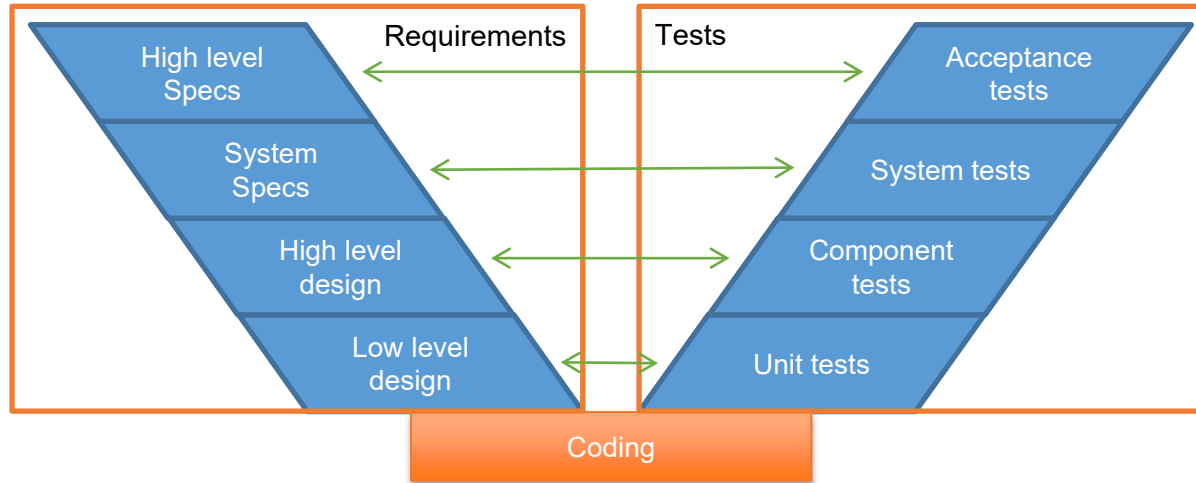 Requirements
Tests
High level
Specs
Acceptance
tests
System
Specs
System tests
High level
design
Component
tests
Low level
design
Unit tests
Coding